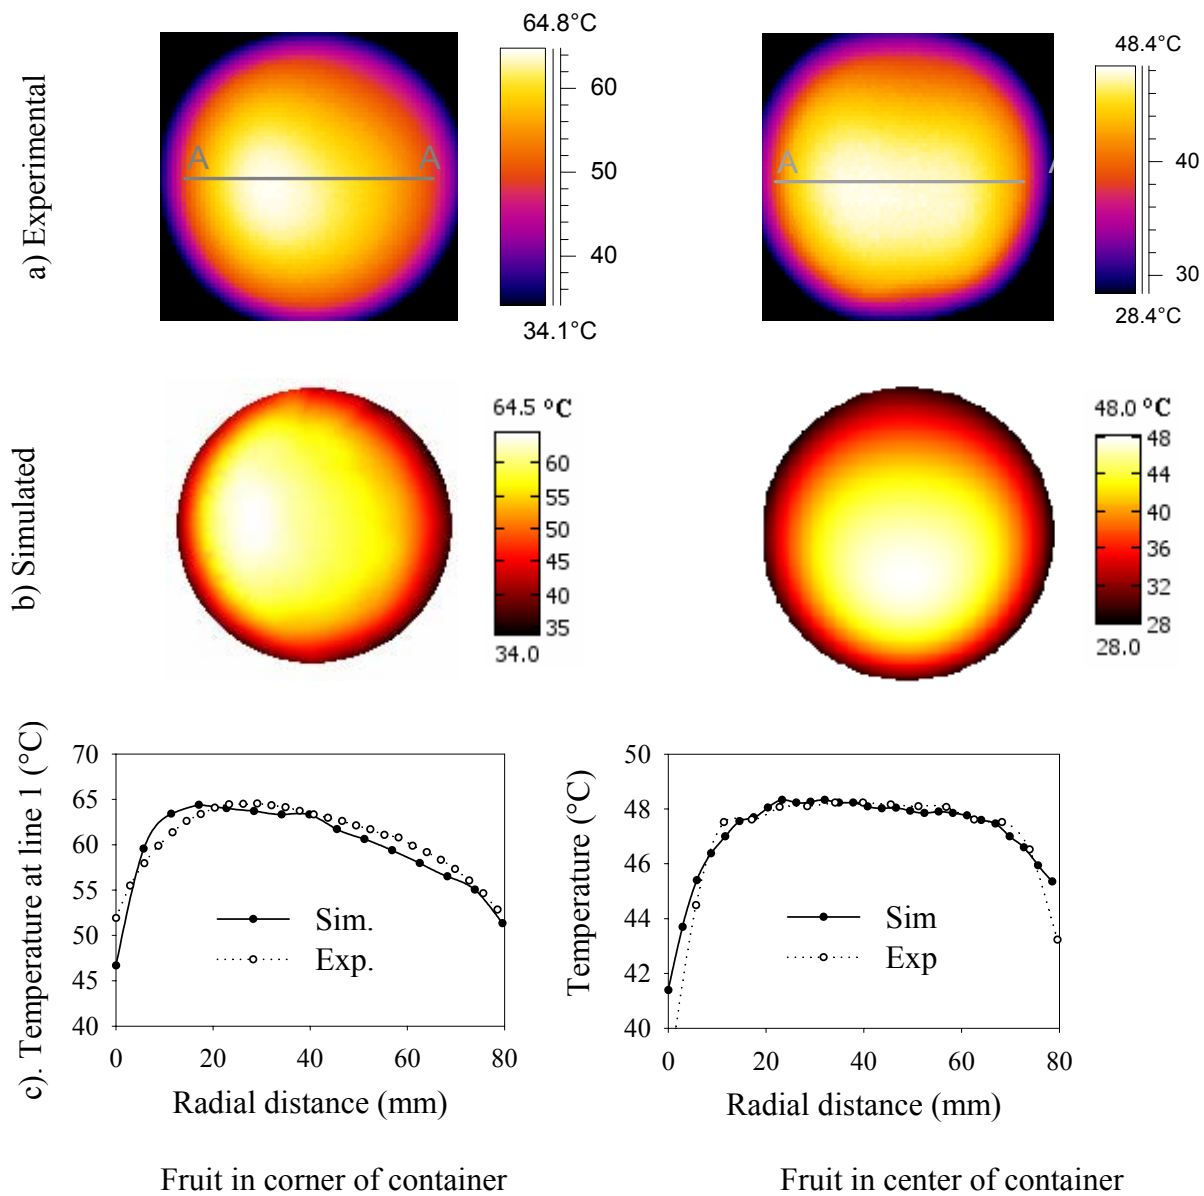 64.8°C
60
50
40
34.1°C
48.4°C
40
30
28.4°C
a) Experimental
A A
A
64.5 °C
60
55
50
45
40
35
34.0
48.0 °C
48
44
40
36
32
28
28.0
b) Simulated
c). Temperature at line 1 (°C)
70
65
60
55
50
45
40
0 20 40 60 80
Sim.
Exp.
Radial distance (mm)
Temperature (°C)
50
48
46
44
42
40
0 20 40 60 80
Sim
Exp
Radial distance (mm)
Fruit in corner of container
Fruit in center of container